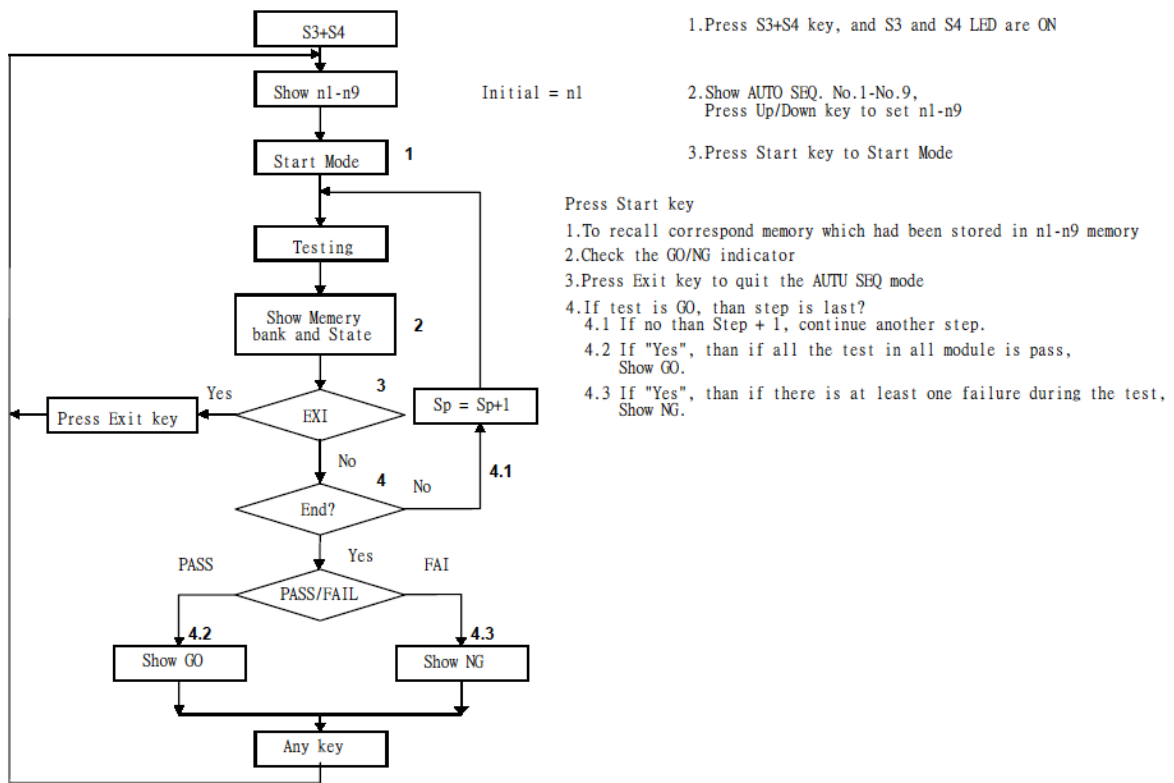 S3+S4
Show n1-n9
Start Mode
1
Testing
Show Memery
bank and State
2
3
Yes
Press Exit key
EXI
Sp = Sp+1
No
4
No
4.1
End?
Yes
PASS
FAI
PASS/FAIL
4.2
4.3
Show GO
Show NG
Any key
1.Press S3+S4 key, and S3 and S4 LED are ON
Initial = n1
2.Show AUTO SEQ. No.1-No.9,
Press Up/Down key to set n1-n9
3.Press Start key to Start Mode
Press Start key
1.To recall correspond memory which had been stored in n1-n9 memory
2.Check the GO/NG indicator
3.Press Exit key to quit the AUTU SEQ mode
4.If test is GO, than step is last?
4.1 If no than Step + 1, continue another step.
4.2 If "Yes", than if all the test in all module is pass,
Show GO.
4.3 If "Yes", than if there is at least one failure during the test,
Show NG.